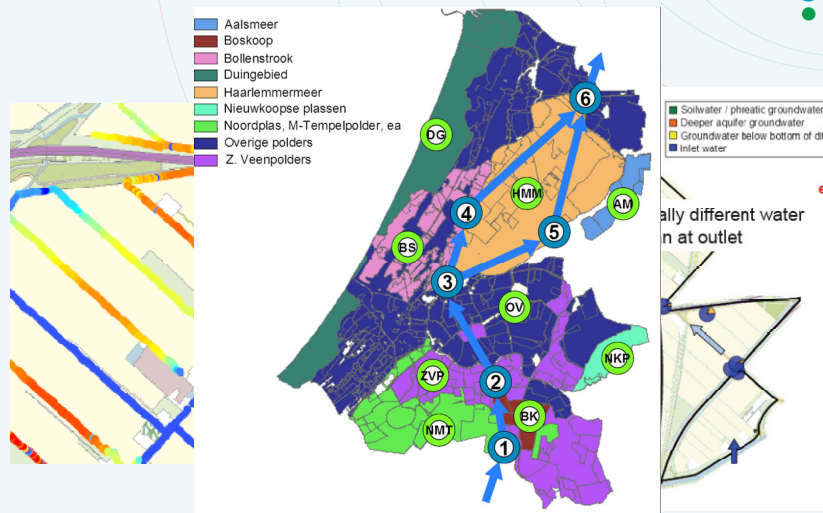 Aalsmeer
Boskoop
Bollenstrook
Duingebied
Haarlemmermeer
Nieuwkoopse plassen
Noordplas, M-Tempelpolder, ea
Overige polders
Z. Veenpolders
6
DG
HMM
AM
4
5
BS
3
OV
NKP
ZVP
2
BK
NMT
1
Soilwater / phreatic groundwater
Deeper aquifer groundwater
Groundwater below bottom of
Inlet water
ally different water
n at outlet